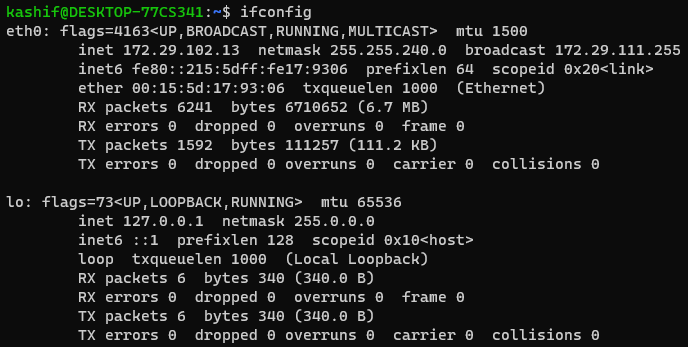 kashif@DESKTOP-77CS341:~$ ifconfig
eth0: flags=4163<UP,BROADCAST,RUNNING,MULTICAST>  mtu 1500
        inet 172.29.102.13  netmask 255.255.240.0  broadcast 172.29.111.255
        inet6 fe80::215:5dff:fe17:9306  prefixlen 64  scopeid 0x20<link>
        ether 00:15:5d:17:93:06  txqueuelen 1000  (Ethernet)
        RX packets 6241  bytes 6710652 (6.7 MB)
        RX errors 0  dropped 0  overruns 0  frame 0
        TX packets 1592  bytes 111257 (111.2 KB)
        TX errors 0  dropped 0 overruns 0  carrier 0  collisions 0

lo: flags=73<UP,LOOPBACK,RUNNING>  mtu 65536
        inet 127.0.0.1  netmask 255.0.0.0
        inet6 ::1  prefixlen 128  scopeid 0x10<host>
        loop  txqueuelen 1000  (Local Loopback)
        RX packets 6  bytes 340 (340.0 B)
        RX errors 0  dropped 0  overruns 0  frame 0
        TX packets 6  bytes 340 (340.0 B)
        TX errors 0  dropped 0 overruns 0  carrier 0  collisions 0